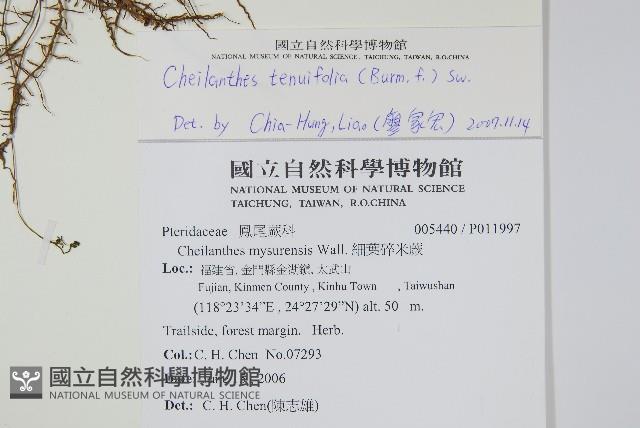 國立自然科學博物館
NATIONAL MUSEUM OF NATURAL SCIENCE, TAICHUNG, TAIWAN, R.O.CHINA
Cheilanthes tenuifolia (Burm. f.) Sw.
Det. by Chia-Hung, Liao (廖家宏) 2007.11.14
國立自然科學博物館
NATIONAL MUSEUM OF NATURAL SCIENCE
TAICHUNG, TAIWAN, R.O.CHINA
Pteridaceae 鳳尾蕨科 005440 / P011997
Cheilanthes mysurensis Wall. 細葉碎米蕨
Loc.: 福建省, 金門縣金湖鎮, 太武山
Fujian, Kinmen County, Kinhu Town , Taiwushan
(118°23'34"E , 24°27'29"N) alt. 50 m.
Trailside, forest margin. Herb.
Col.: C. H. Chen No.07293
2006
國立自然科學博物館
NATIONAL MUSEUM OF NATURAL SCIENCE
Det.: C. H. Chen(陳志雄)